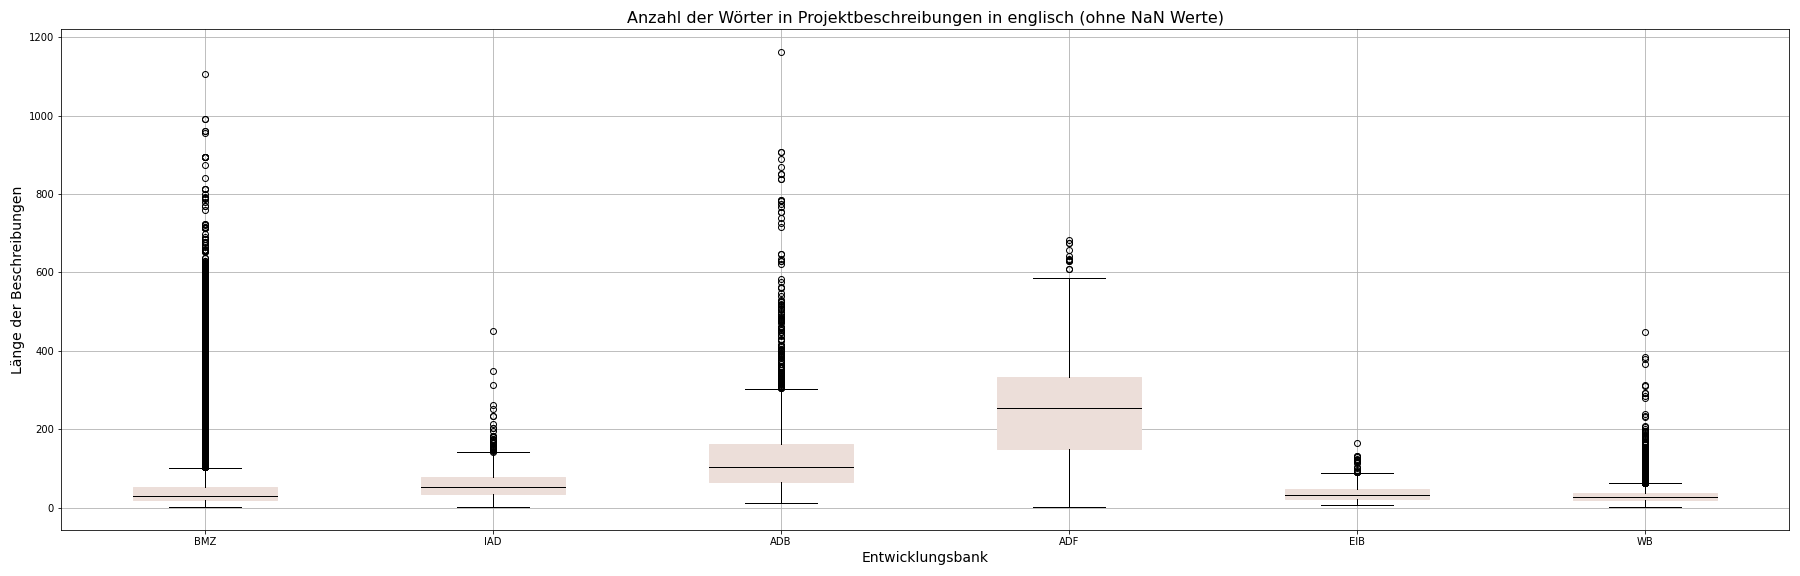 Anzahl der Wörter in Projektbeschreibungen in englisch (ohne NaN Werte)
1200
1000
800
600
400
200
0
Länge der Beschreibungen
BMZ IAD ADB ADF EIB WB
Entwicklungsbank